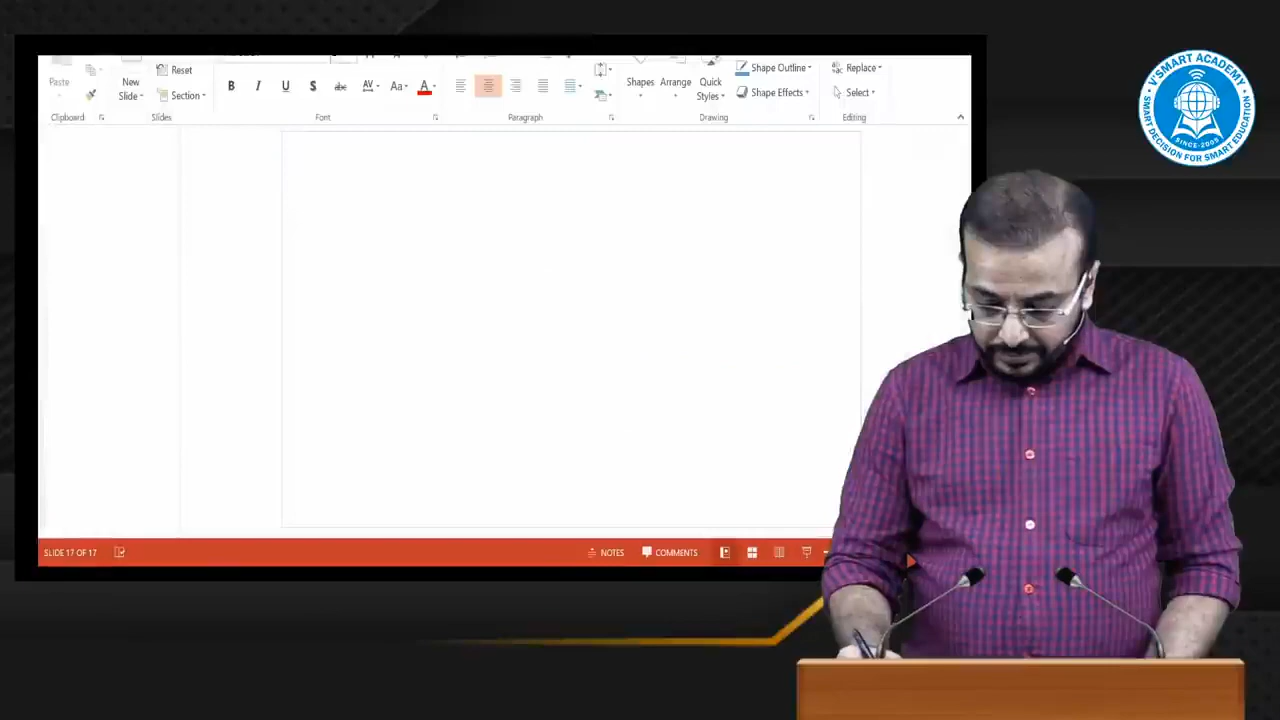 Paste
New
Slide
Reset
Section
B I U S abc AV Aa A
Shapes
Arrange
Quick
Styles
Shape Outline
Shape Effects
Replace
Select
Clipboard
Slides
Font
Paragraph
Drawing
Editing
SLIDE 17 OF 17
NOTES
COMMENTS
V'SMART ACADEMY
SINCE-2005
SMART DECISION FOR SMART EDUCATION